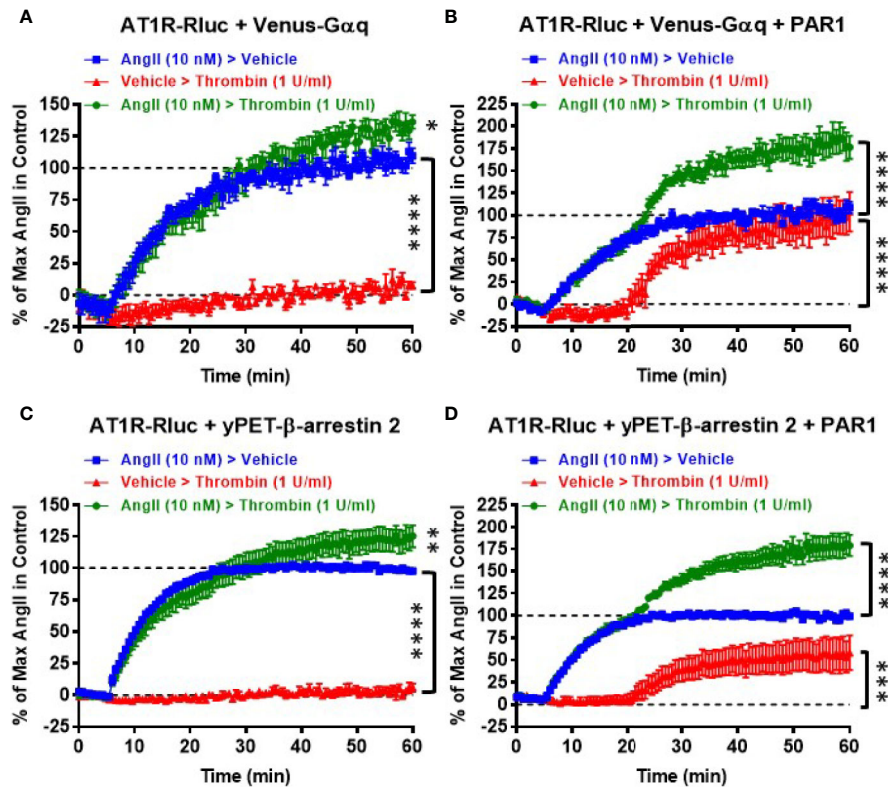 A
AT1R-Rluc + Venus-Gαq
AngII (10 nM) > Vehicle
Vehicle > Thrombin (1 U/ml)
AngII (10 nM) > Thrombin (1 U/ml)
% of Max AngII in Control
150
125
100
75
50
25
0
-25
*
****
0 10 20 30 40 50 60
Time (min)
B
AT1R-Rluc + Venus-Gαq + PAR1
AngII (10 nM) > Vehicle
Vehicle > Thrombin (1 U/ml)
AngII (10 nM) > Thrombin (1 U/ml)
% of Max AngII in Control
225
200
175
150
125
100
75
50
25
0
-25
****
****
0 10 20 30 40 50 60
Time (min)
C
AT1R-Rluc + yPET-β-arrestin 2
AngII (10 nM) > Vehicle
Vehicle > Thrombin (1 U/ml)
AngII (10 nM) > Thrombin (1 U/ml)
% of Max AngII in Control
150
125
100
75
50
25
0
-25
**
****
0 10 20 30 40 50 60
Time (min)
D
AT1R-Rluc + yPET-β-arrestin 2 + PAR1
AngII (10 nM) > Vehicle
Vehicle > Thrombin (1 U/ml)
AngII (10 nM) > Thrombin (1 U/ml)
% of Max AngII in Control
225
200
175
150
125
100
75
50
25
0
-25
****
***
0 10 20 30 40 50 60
Time (min)